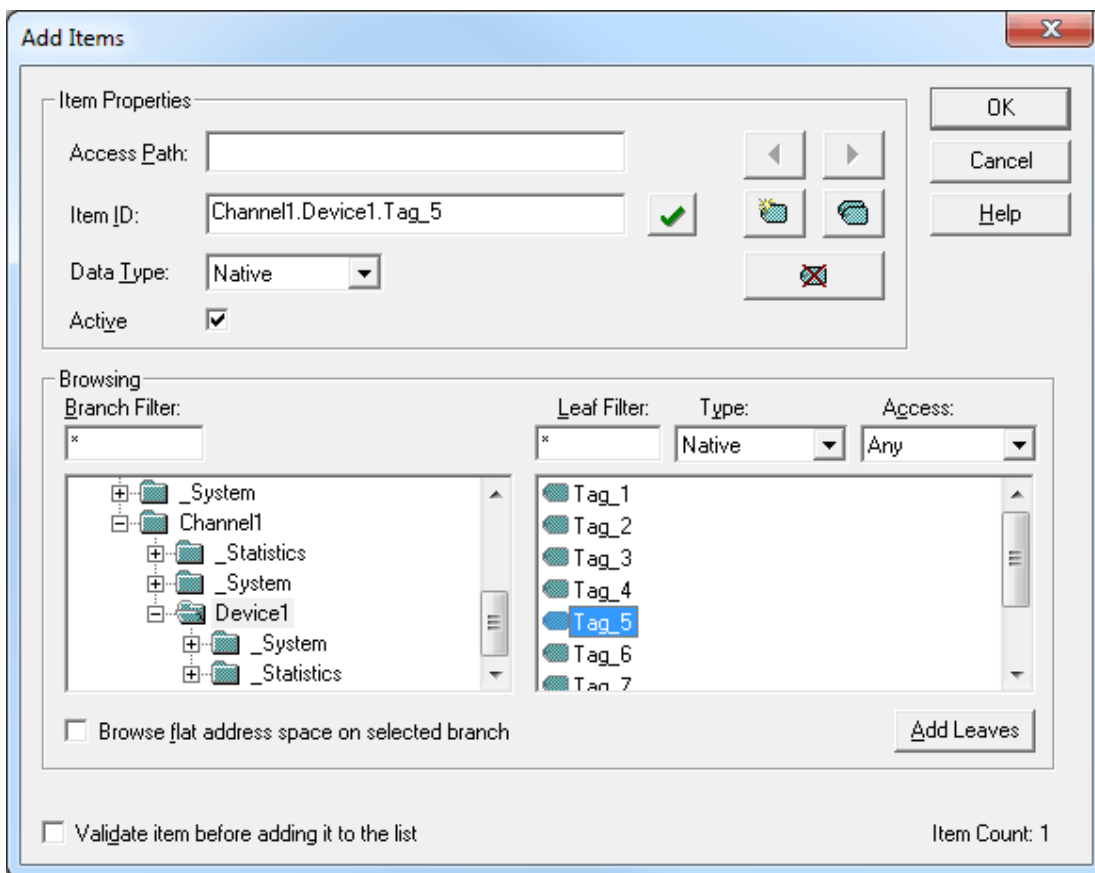 Add Items
Item Properties
OK
Access Path:
Cancel
Item ID: Channel1.Device1.Tag_5
Help
Data Type: Native
Active
Browsing
Branch Filter: Leaf Filter: Type: Access:
* * Native Any
_System Tag_1
Channel1 Tag_2
_Statistics Tag_3
_System Tag_4
Device1 Tag_5
_System Tag_6
_Statistics Tag_7
Browse flat address space on selected branch Add Leaves
Validate item before adding it to the list Item Count: 1